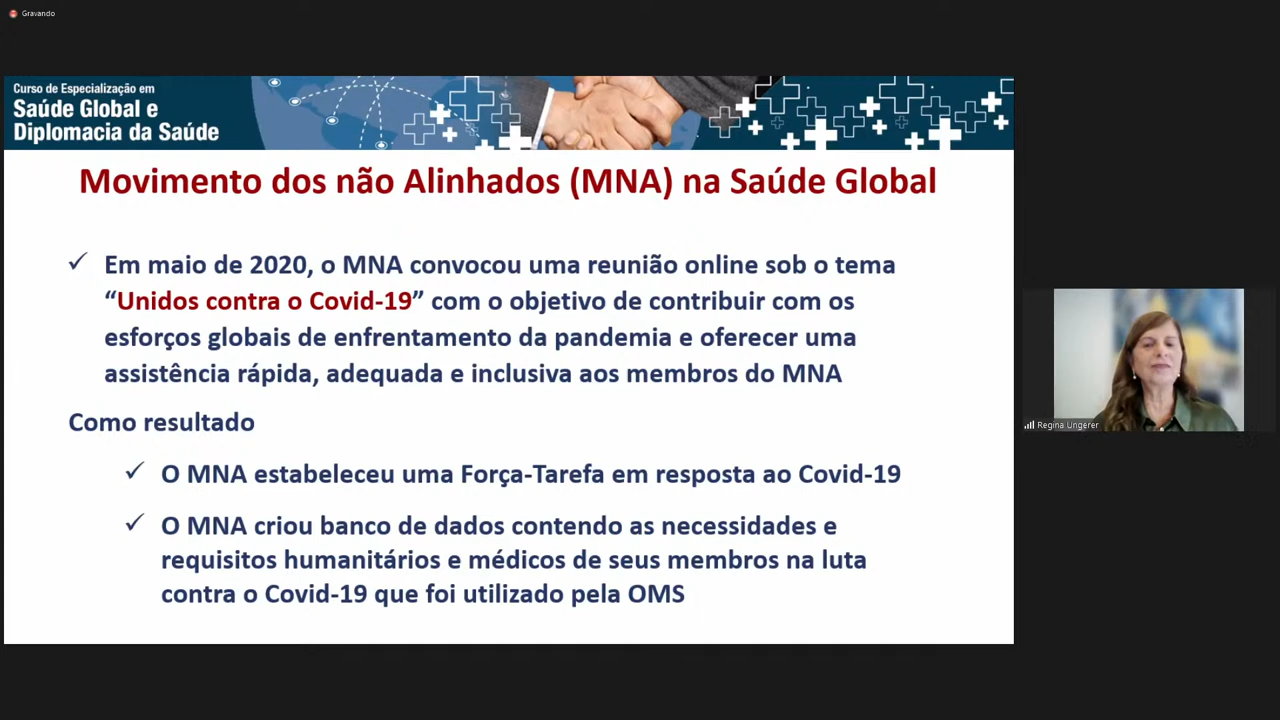 Gravando
Curso de Especialização em
Saúde Global e
Diplomacia da Saúde
Movimento dos não Alinhados (MNA) na Saúde Global
✓ Em maio de 2020, o MNA convocou uma reunião online sob o tema
“Unidos contra o Covid-19” com o objetivo de contribuir com os
esforços globais de enfrentamento da pandemia e oferecer uma
assistência rápida, adequada e inclusiva aos membros do MNA
Como resultado
✓ O MNA estabeleceu uma Força-Tarefa em resposta ao Covid-19
✓ O MNA criou banco de dados contendo as necessidades e
requisitos humanitários e médicos de seus membros na luta
contra o Covid-19 que foi utilizado pela OMS
Regina Ungerer